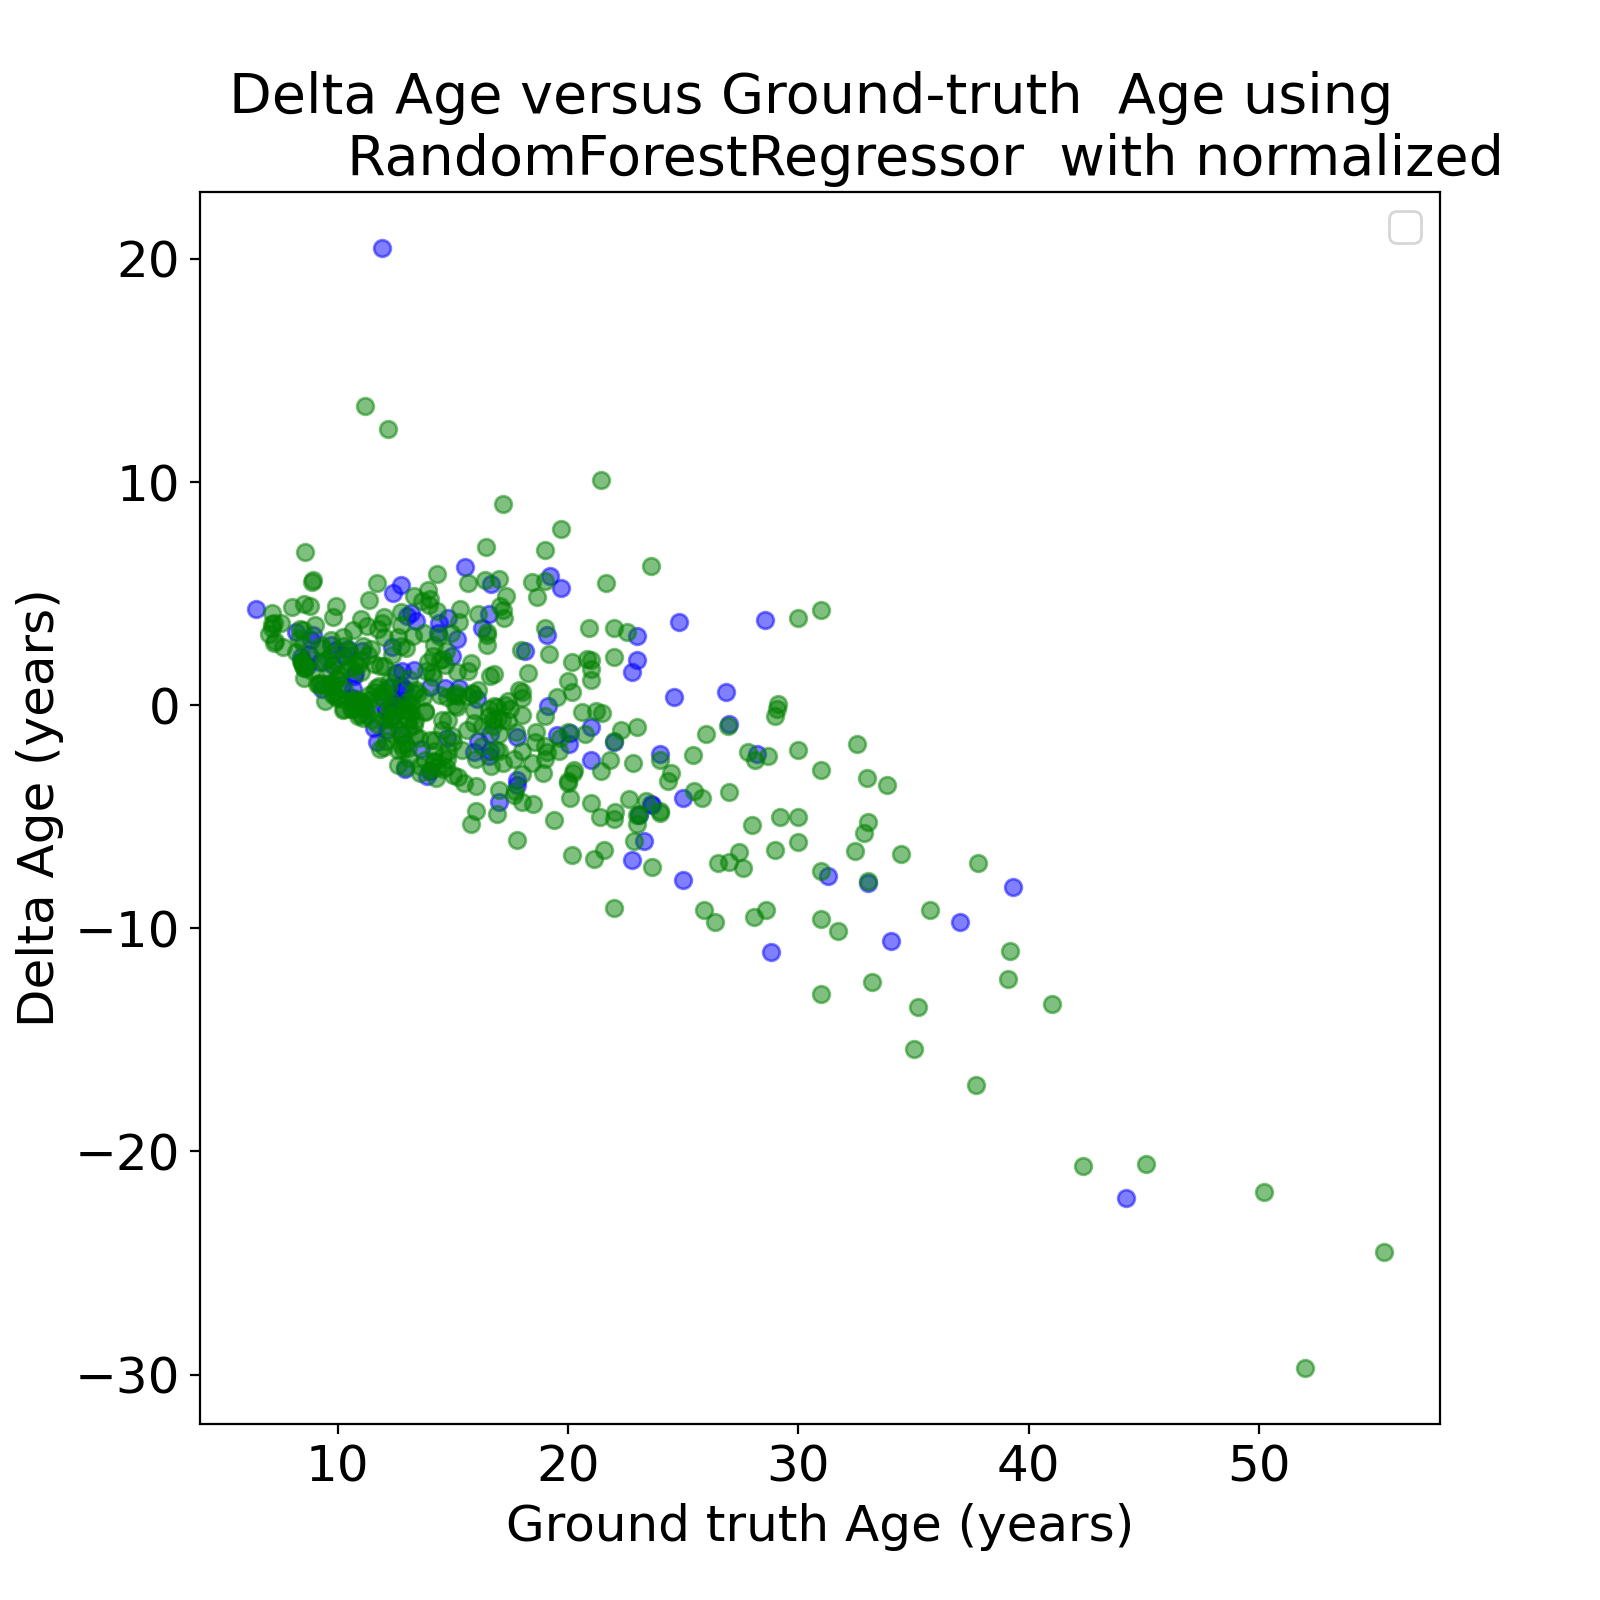 Delta Age versus Ground-truth  Age using
RandomForestRegressor  with normalized
20
10
0
−10
−20
−30
Delta Age (years)
10 20 30 40 50
Ground truth Age (years)